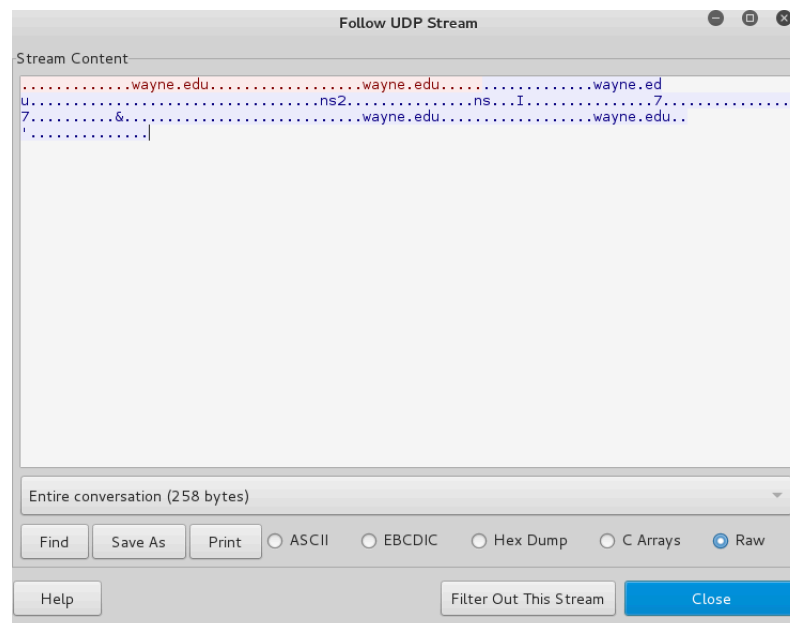 Follow UDP Stream
Stream Content
.............wayne.edu..................wayne.edu..................wayne.ed
u..................................ns2...............ns...I...............7...............
7..........&............................wayne.edu..................wayne.edu..
'..............
Entire conversation (258 bytes)
Find Save As Print ASCII EBCDIC Hex Dump C Arrays Raw
Help Filter Out This Stream Close